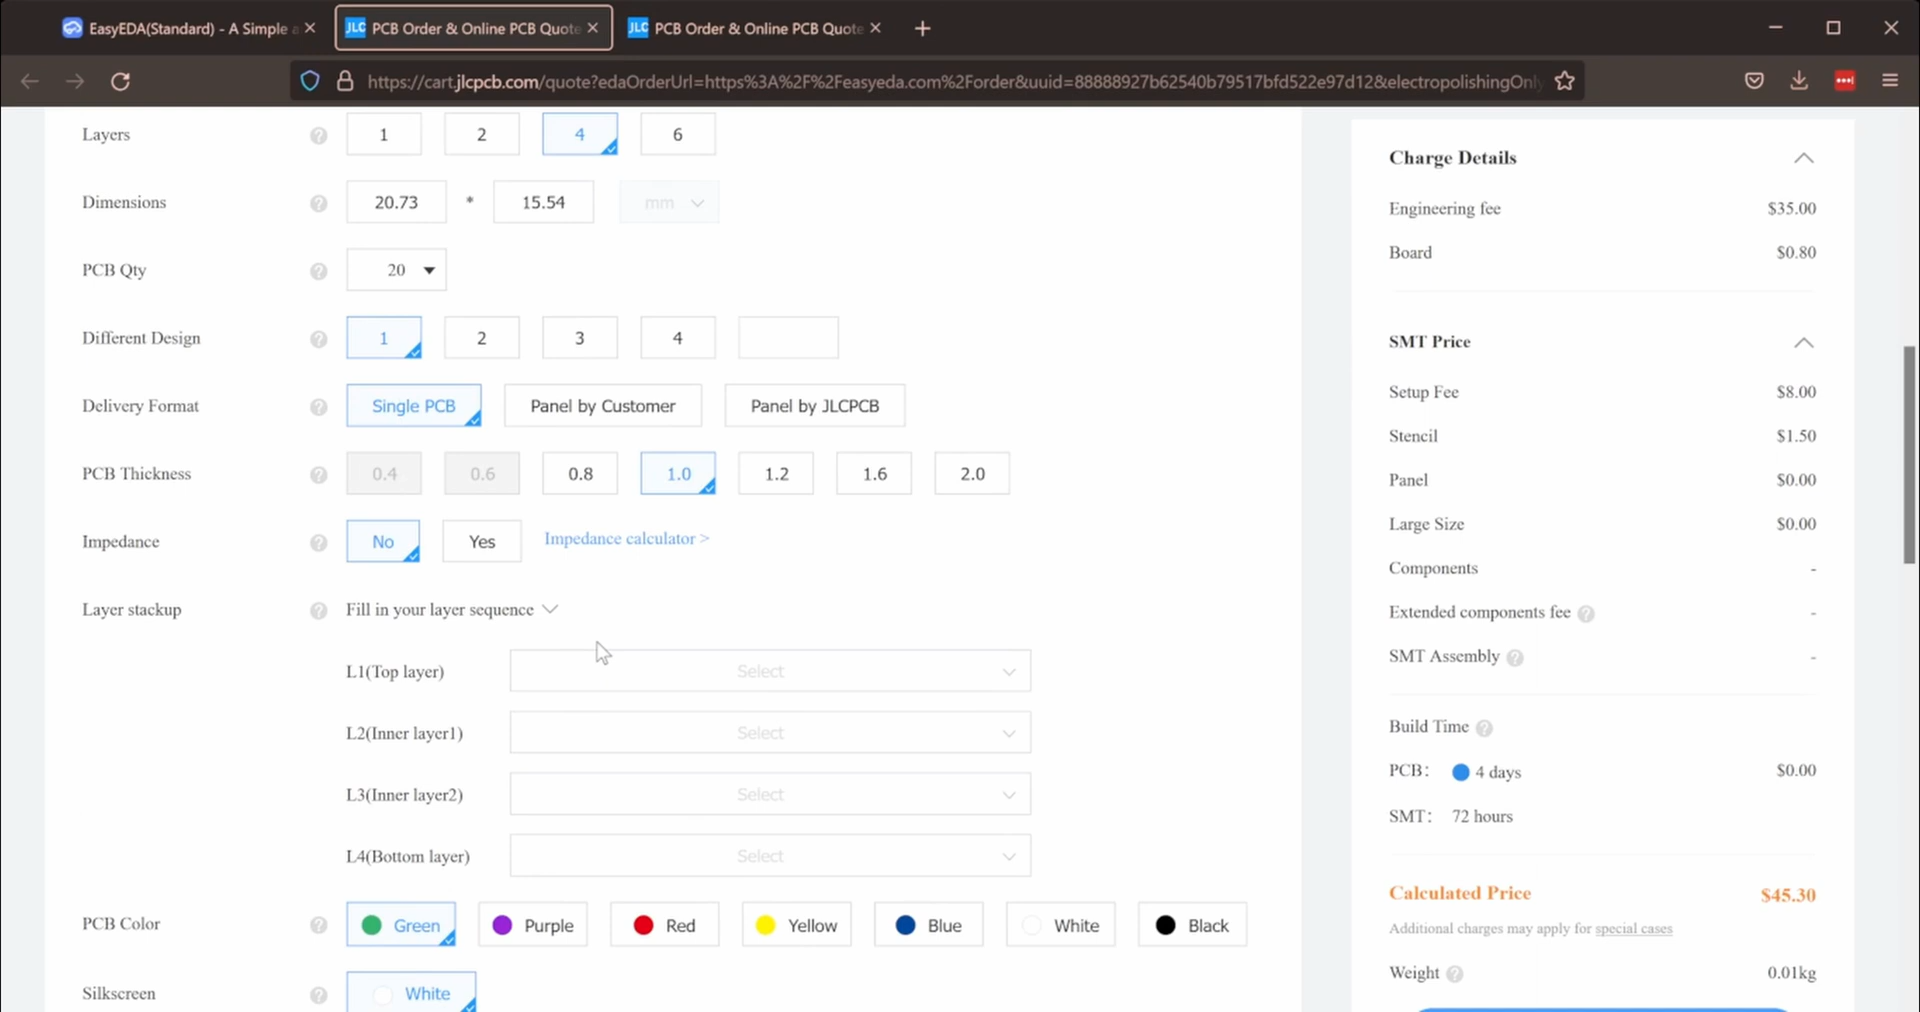 EasyEDA(Standard) - A Simple a
JLC PCB Order & Online PCB Quote
JLC PCB Order & Online PCB Quote
https://cart.jlcpcb.com/quote?edaOrderUrl=https%3A%2F%2Feasyeda.com%2Forder&uuid=88888927b62540b79517bfd522e97d12&electropolishingOnly
Layers ? 1 2 4 6
Dimensions ? 20.73 * 15.54 mm
PCB Qty ? 20
Different Design ? 1 2 3 4
Delivery Format ? Single PCB Panel by Customer Panel by JLCPCB
PCB Thickness ? 0.4 0.6 0.8 1.0 1.2 1.6 2.0
Impedance ? No Yes Impedance calculator >
Layer stackup ? Fill in your layer sequence
L1(Top layer) Select
L2(Inner layer1) Select
L3(Inner layer2) Select
L4(Bottom layer) Select
PCB Color ? Green Purple Red Yellow Blue White Black
Silkscreen ? White
Charge Details
Engineering fee $35.00
Board $0.80
SMT Price
Setup Fee $8.00
Stencil $1.50
Panel $0.00
Large Size $0.00
Components -
Extended components fee ? -
SMT Assembly ? -
Build Time ?
PCB: 4 days $0.00
SMT: 72 hours
Calculated Price $45.30
Additional charges may apply for special cases
Weight ? 0.01kg